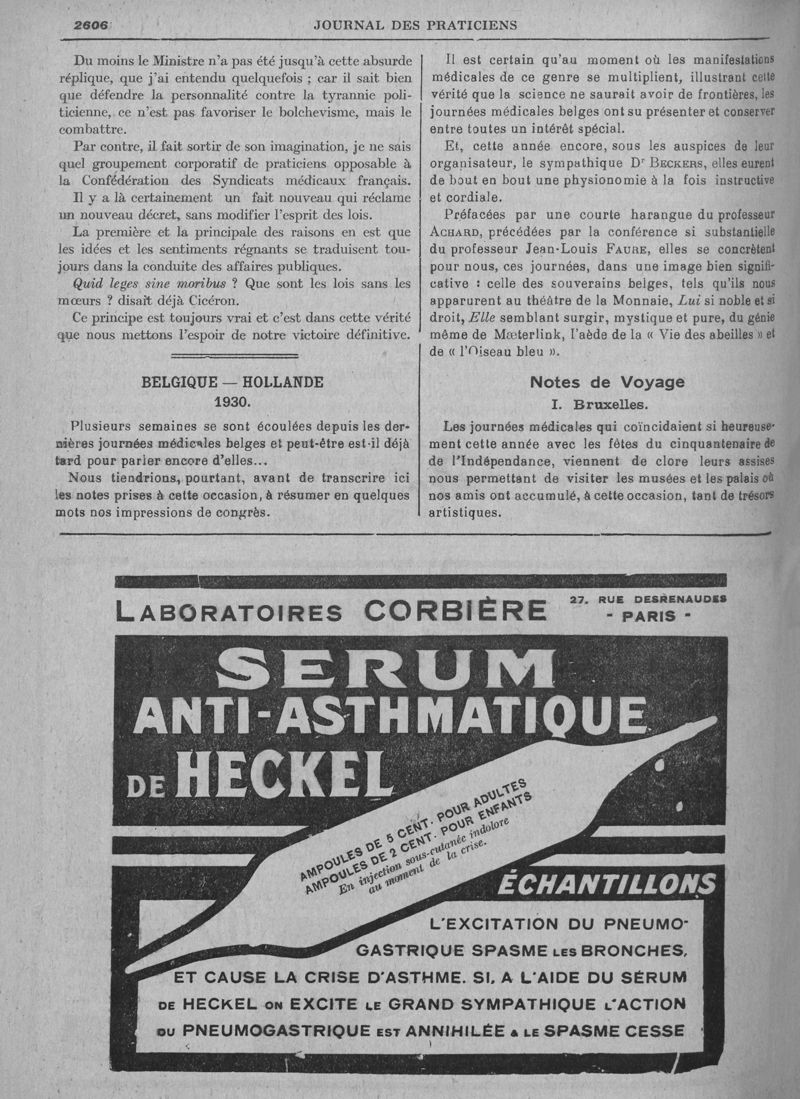 2606
JOURNAL DES PRATICIENS
Du moins le Ministre n'a pas été jusqu'à cette absurde
réplique, que j'ai entendu quelquefois ; car il sait bien
que défendre la personnalité contre la tyrannie poli-
ticienne, ce n'est pas favoriser le bolchevisme, mais le
combattre.
Par contre, il fait sortir de son imagination, je ne sais
quel groupement corporatif de praticiens opposable à
la Confédération des Syndicats médicaux français.
Il y a là certainement un fait nouveau qui réclame
un nouveau décret, sans modifier l'esprit des lois.
La première et la principale des raisons en est que
les idées et les sentiments régnants se traduisent tou-
jours dans la conduite des affaires publiques.
Quid leges sine moribus ? Que sont les lois sans les
mœurs ? disait déjà Cicéron.
Ce principe est toujours vrai et c'est dans cette vérité
que nous mettons l'espoir de notre victoire définitive.
BELGIQUE — HOLLANDE
1930.
Plusieurs semaines se sont écoulées depuis les der-
nières journées médicales belges et peut-être est-il déjà
tard pour parler encore d'elles...
Nous tiendrions, pourtant, avant de transcrire ici
les notes prises à cette occasion, à résumer en quelques
mots nos impressions de congrès.
Il est certain qu'au moment où les manifestations
médicales de ce genre se multiplient, illustrant cette
vérité que la science ne saurait avoir de frontières, les
journées médicales belges ont su présenter et conserver
entre toutes un intérêt spécial.
Et, cette année encore, sous les auspices de leur
organisateur, le sympathique Dr BECKERS, elles eurent
de bout en bout une physionomie à la fois instructive
et cordiale.
Préfacées par une courte harangue du professeur
ACHARD, précédées par la conférence si substantielle
du professeur Jean-Louis FAURE, elles se concrètent
pour nous, ces journées, dans une image bien signifi-
cative : celle des souverains belges, tels qu'ils nous
apparurent au théâtre de la Monnaie, Lui si noble et si
droit, Elle semblant surgir, mystique et pure, du génie
même de Mæterlink, l'aède de la « Vie des abeilles » et
de « l'Oiseau bleu ».
Notes de Voyage
I. Bruxelles.
Les journées médicales qui coïncidaient si heureuse-
ment cette année avec les fêtes du cinquantenaire de
de l'Indépendance, viennent de clore leurs assises
nous permettant de visiter les musées et les palais où
nos amis ont accumulé, à cette occasion, tant de trésors
artistiques.
LABORATOIRES CORBIÈRE
27, RUE DESRENAUDES
- PARIS -
SERUM
ANTI-ASTHMATIQUE
DE HECKEL
AMPOULES DE 5 CENT. POUR ADULTES
AMPOULES DE 2 CENT. POUR ENFANTS
En injection sous-cutanée indolore
au moment de la crise.
ÉCHANTILLONS
L'EXCITATION DU PNEUMO-
GASTRIQUE SPASME LES BRONCHES,
ET CAUSE LA CRISE D'ASTHME. SI, A L'AIDE DU SÉRUM
DE HECKEL ON EXCITE LE GRAND SYMPATHIQUE L'ACTION
DU PNEUMOGASTRIQUE EST ANNIHILÉE & LE SPASME CESSE